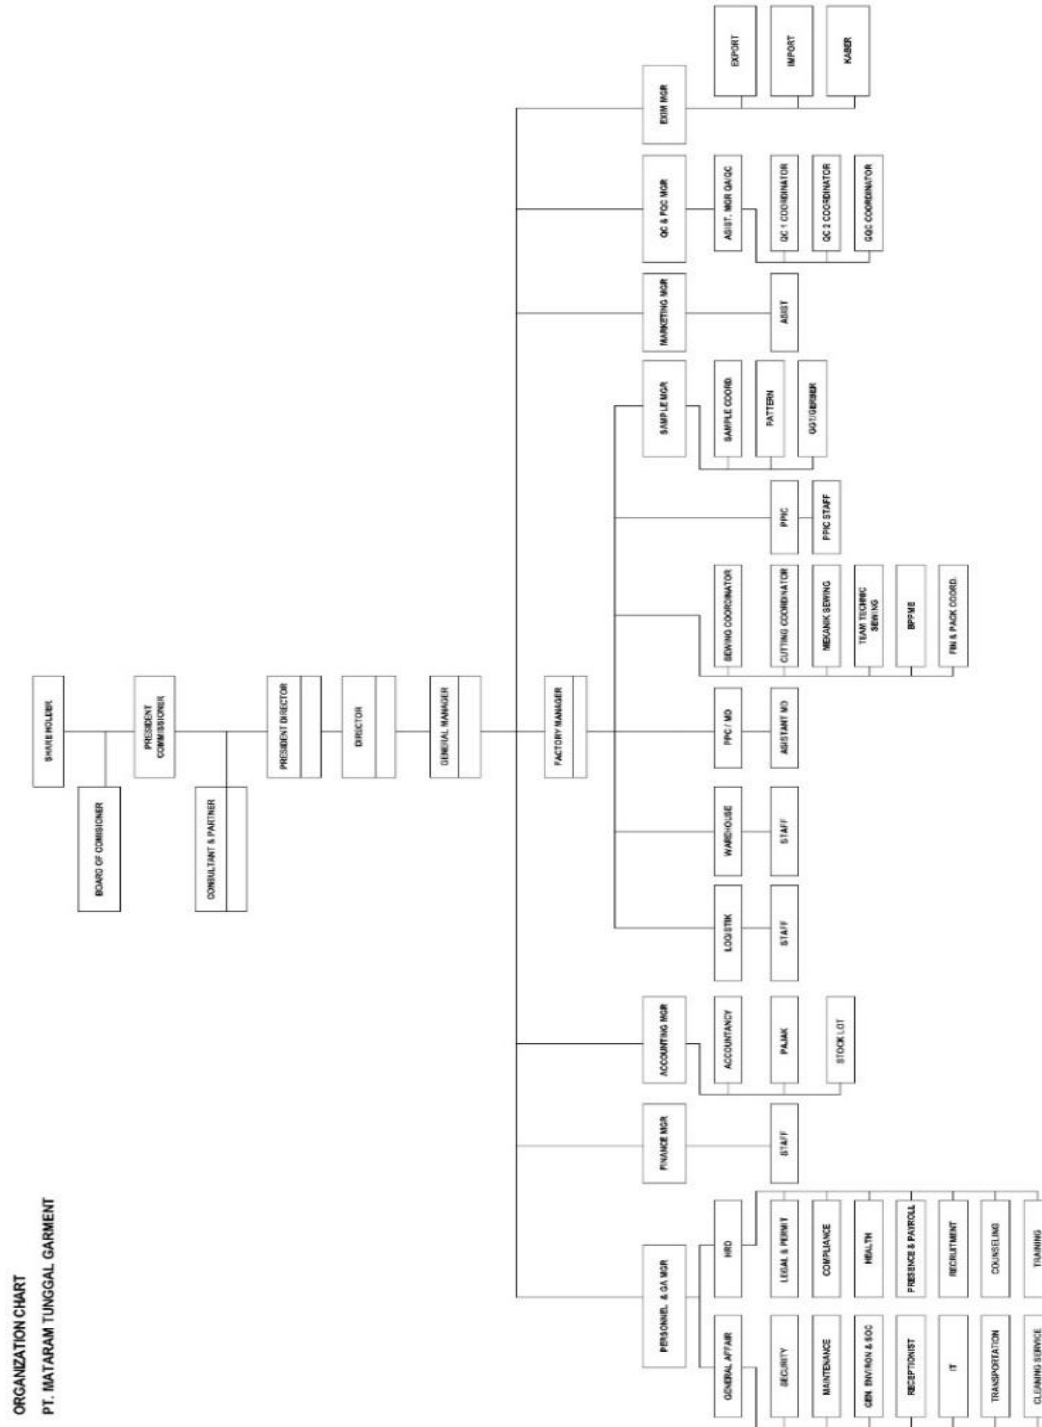 ORGANIZATION CHART
PT. MATARAM TUNGGAL GARMENT
SHARE HOLDER
BOARD OF COMISIONER
PRESIDENT
COMMISSIONER
CONSULTANT & PARTNER
PRESIDENT DIRECTOR
DIRECTOR
GENERAL MANAGER
FACTORY MANAGER
PERSONNEL & GA MGR
FINANCE MGR
ACCOUNTING MGR
SAMPLE MGR
MARKETING MGR
QC & FQC MGR
EXIM MGR
GENERAL AFFAIR
SECURITY
MAINTENANCE
GEN. ENVIRON & SOC
RECEPTIONIST
IT
TRANSPORTATION
CLEANING SERVICE
HRD
LEGAL & PERMIT
COMPLIANCE
HEALTH
PRESENCE & PAYROLL
RECRUITMENT
COUNSELING
TRAINING
STAFF
ACCOUNTANCY
PAJAK
STOCK LOT
LOGISTIK
STAFF
WAREHOUSE
STAFF
PPC / MD
ASISTANT MD
SEWING COORDINATOR
CUTTING COORDINATOR
MEKANIK SEWING
TEAM TECHNIC
SEWING
BPPME
FIN & PACK COORD.
PPIC
PPIC STAFF
SAMPLE COORD.
PATTERN
GGT/GERBER
ASIST
ASIST. MGR QA/QC
QC 1 COORDINATOR
QC 2 COORDINATOR
GQC COORDINATOR
EXPORT
IMPORT
KABER